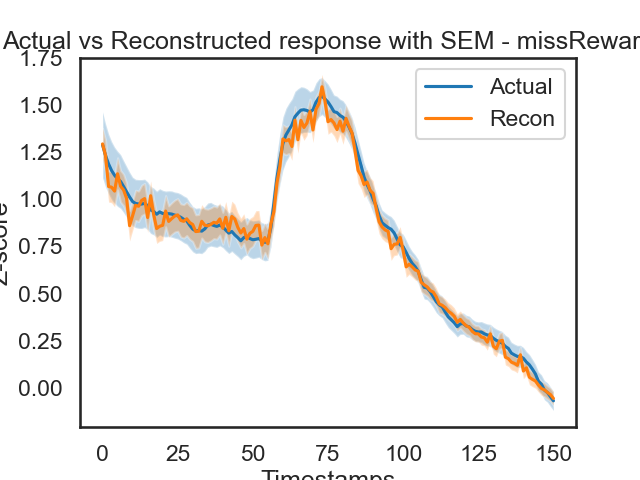 Actual vs Reconstructed response with SEM - missRewar
1.75
1.50
1.25
1.00
0.75
0.50
0.25
0.00
Z-score
Actual
Recon
0 25 50 75 100 125 150
Timestamps